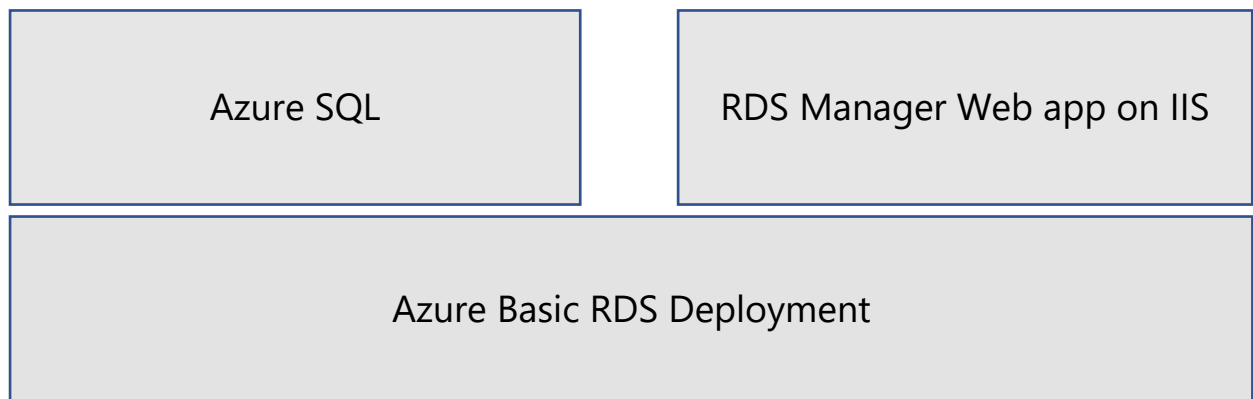 Azure SQL
RDS Manager Web app on IIS
Azure Basic RDS Deployment